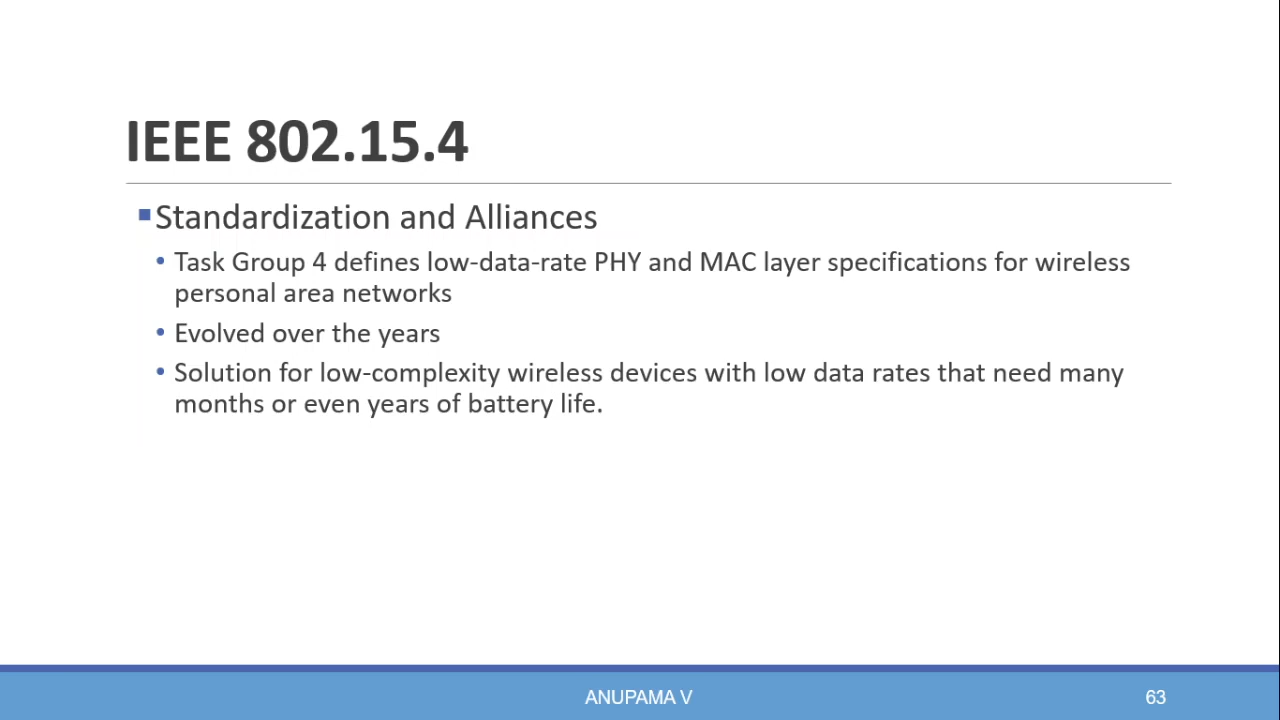 IEEE 802.15.4
▪Standardization and Alliances
• Task Group 4 defines low-data-rate PHY and MAC layer specifications for wireless
personal area networks
• Evolved over the years
• Solution for low-complexity wireless devices with low data rates that need many
months or even years of battery life.
ANUPAMA V
63